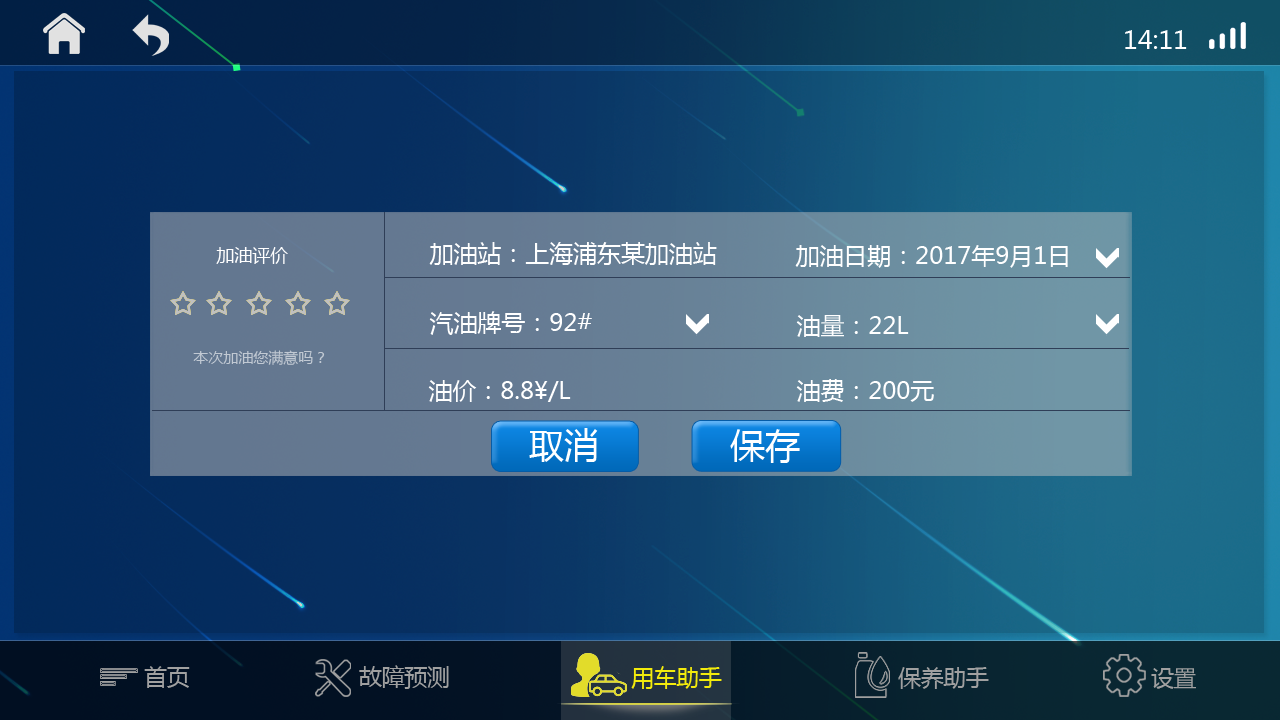 14:11
加油评价
本次加油您满意吗？
加油站：上海浦东某加油站
加油日期：2017年9月1日
汽油牌号：92#
油量：22L
油价：8.8¥/L
油费：200元
取消
保存
首页
故障预测
用车助手
保养助手
设置